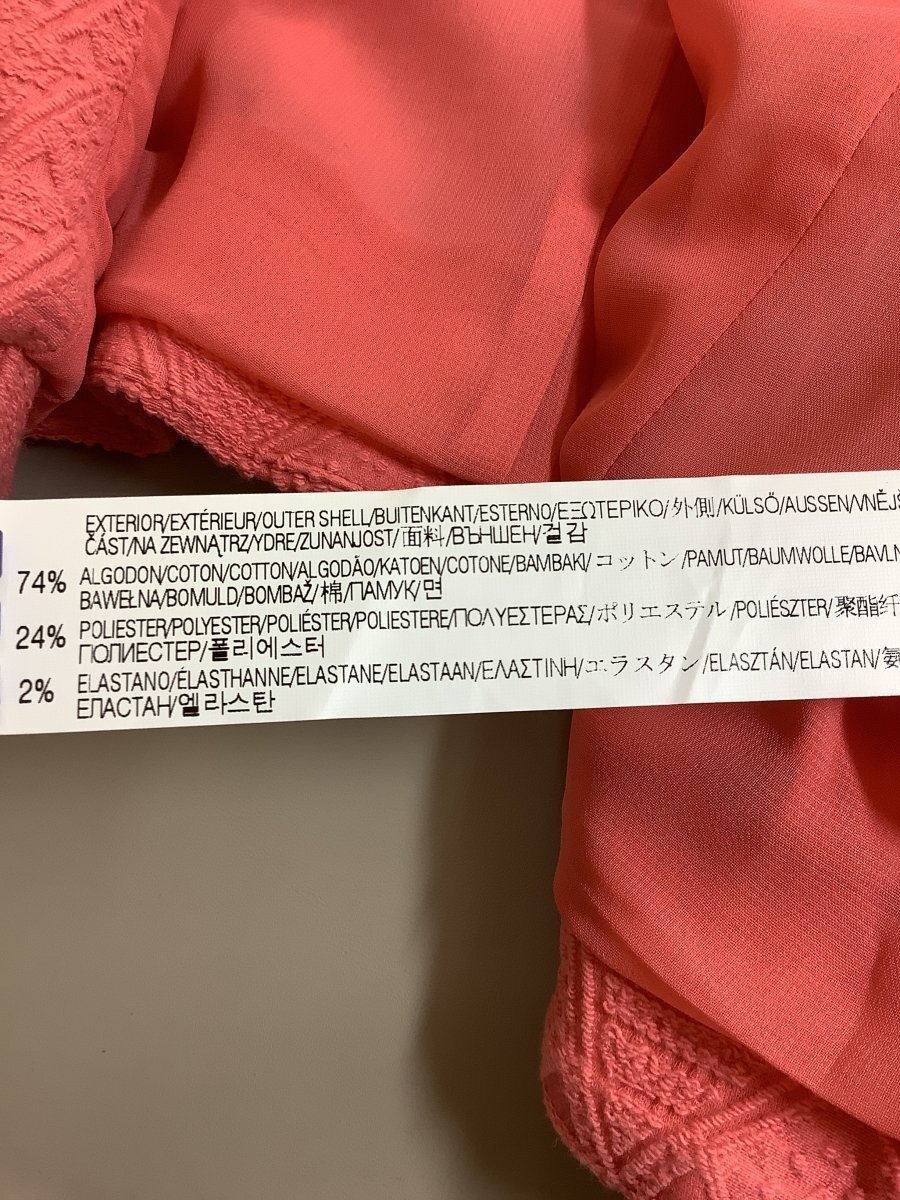 EXTERIOR/EXTÉRIEUR/OUTER SHELL/BUITENKANT/ESTERNO/ΕΞΩΤΕΡΙΚΟ/外側/KÜLSŐ/AUSSEN/VNĚJŠ
ČÁST/NA ZEWNĄTRZ/YDRE/ZUNANJOST/面料/ВЪНШЕН/겉감
74% ALGODON/COTON/COTTON/ALGODÃO/KATOEN/COTONE/BAMBAKI/コットン/PAMUT/BAUMWOLLE/BAVLN
BAWEŁNA/BOMULD/BOMBAŽ/棉/ПАМУК/면
24% POLIESTER/POLYESTER/POLIÉSTER/POLIESTERE/ΠΟΛΥΕΣΤΕΡΑΣ/ポリエステル/POLIÉSZTER/聚酯纤
ПОЛИЕСТЕР/폴리에스터
2% ELASTANO/ÉLASTHANNE/ELASTANE/ELASTAAN/ΕΛΑΣΤΙΝΗ/エラスタン/ELASZTÁN/ELASTAN/氨
ЕЛАСТАН/엘라스탄